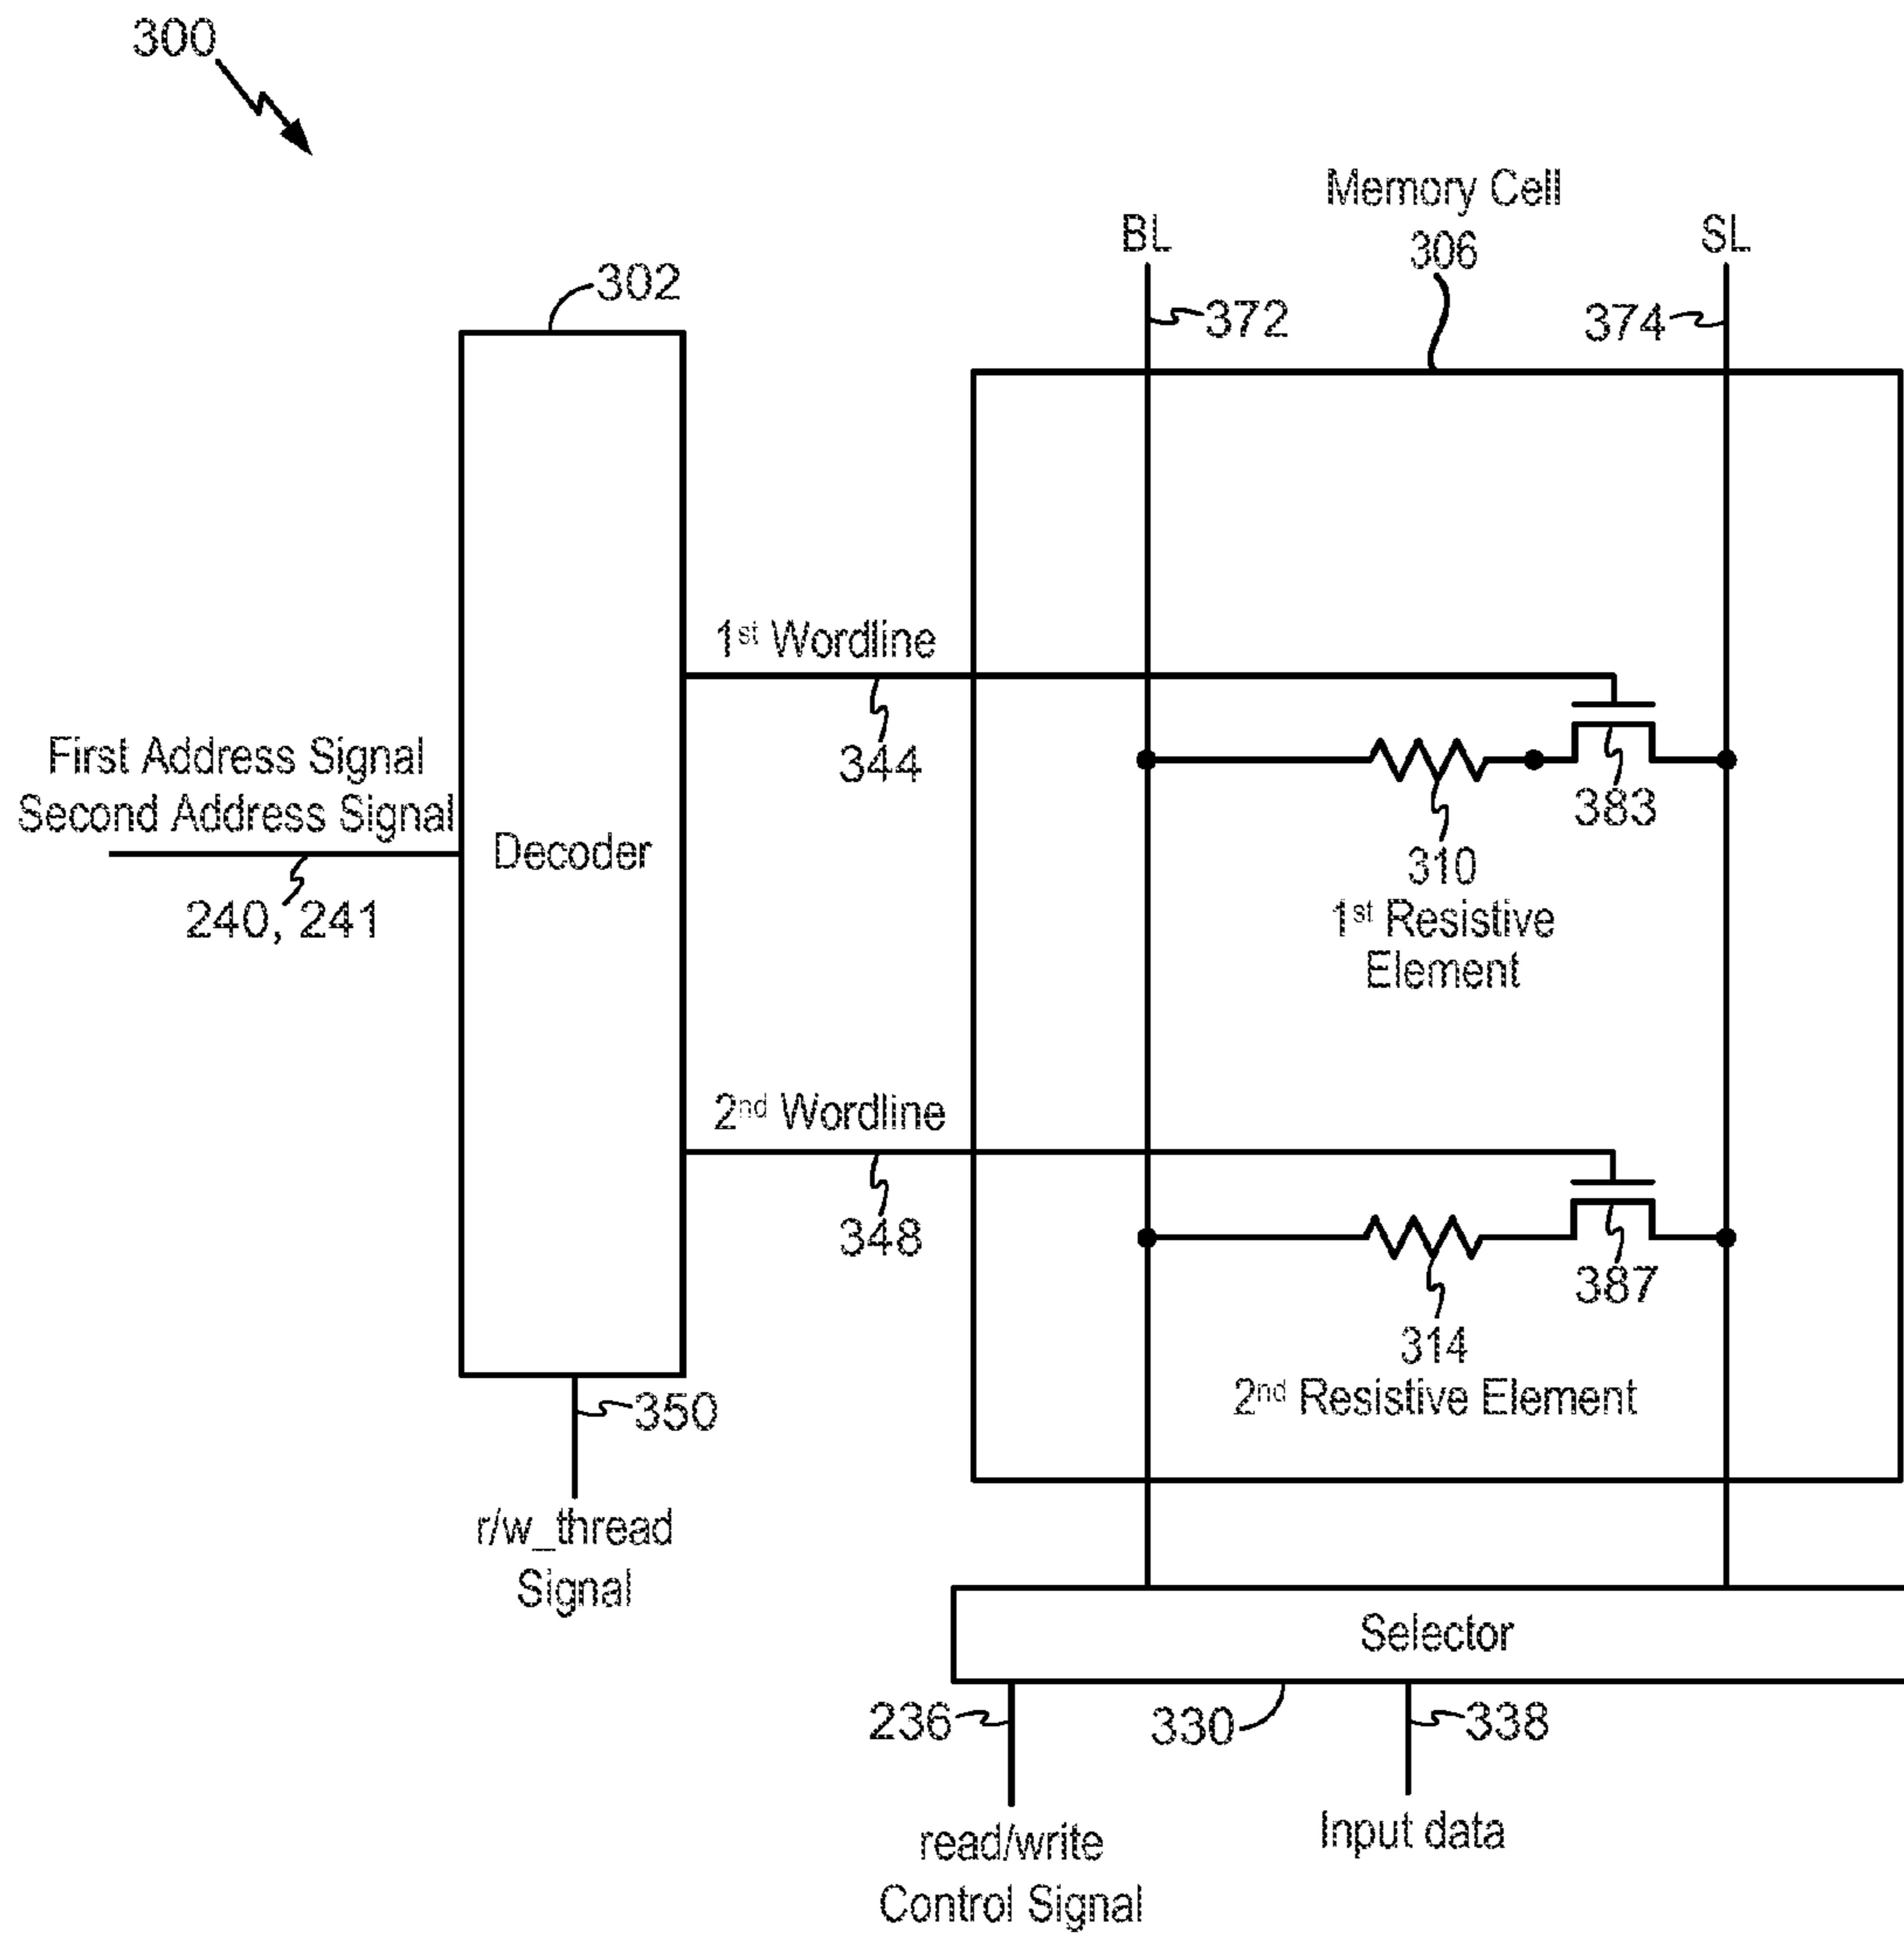 300
Memory Cell
306
BL
SL
372
374
302
1st Wordline
344
First Address Signal
Second Address Signal
240, 241
Decoder
383
310
1st Resistive
Element
2nd Wordline
348
387
314
2nd Resistive Element
350
r/w_thread
Signal
Selector
236
330
338
read/write
Control Signal
Input data